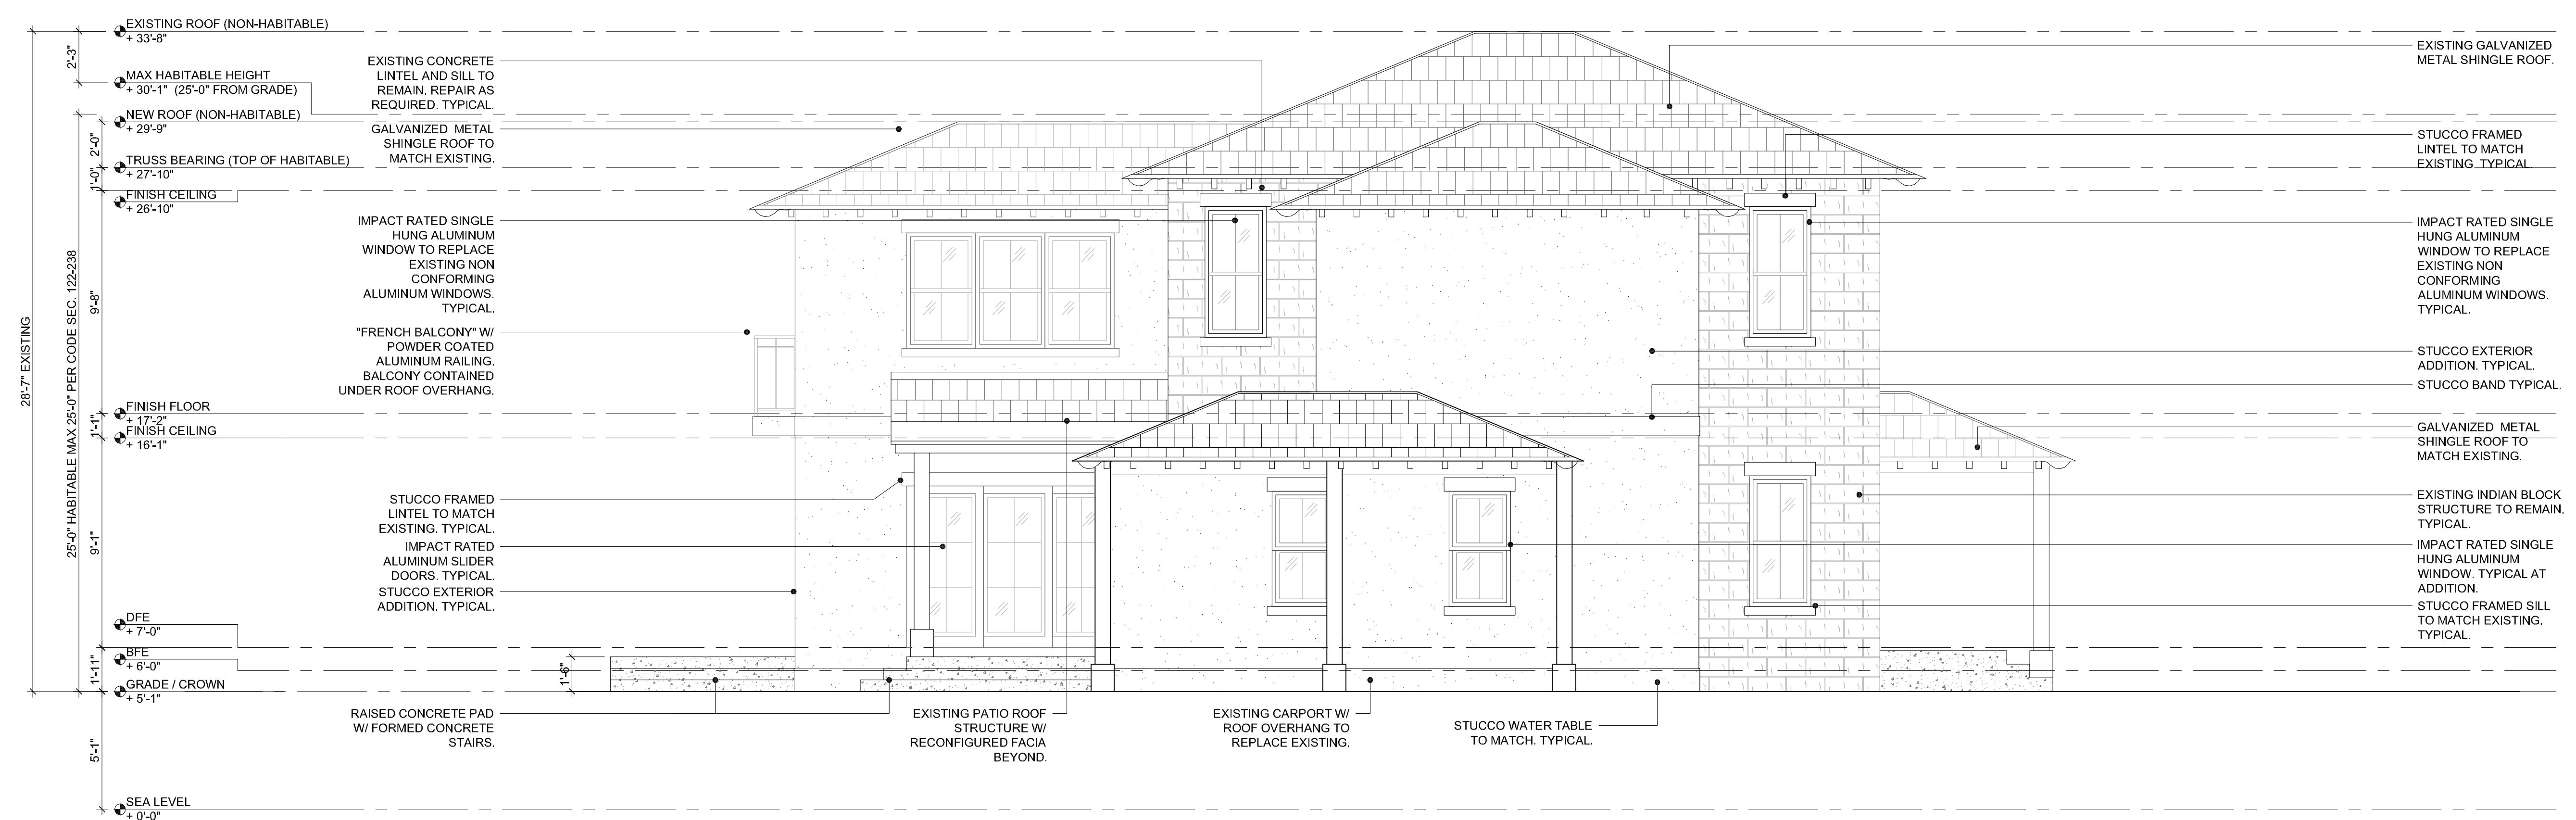 EXISTING ROOF (NON-HABITABLE)
+ 33'-8"
MAX HABITABLE HEIGHT
+ 30'-1"  (25'-0" FROM GRADE)
NEW ROOF (NON-HABITABLE)
+ 29'-9"
TRUSS BEARING (TOP OF HABITABLE)
+ 27'-10"
FINISH CEILING
+ 26'-10"
FINISH FLOOR
+ 17'-2"
FINISH CEILING
+ 16'-1"
DFE
+ 7'-0"
BFE
+ 6'-0"
GRADE / CROWN
+ 5'-1"
SEA LEVEL
+ 0'-0"
28'-7" EXISTING
25'-0" HABITABLE MAX 25'-0" PER CODE SEC. 122-238
2'-3"
2'-0"
1'-0"
9'-8"
1'-1"
9'-1"
1'-11"
5'-1"
1'-6"
EXISTING CONCRETE
LINTEL AND SILL TO
REMAIN. REPAIR AS
REQUIRED. TYPICAL.
GALVANIZED METAL
SHINGLE ROOF TO
MATCH EXISTING.
IMPACT RATED SINGLE
HUNG ALUMINUM
WINDOW TO REPLACE
EXISTING NON
CONFORMING
ALUMINUM WINDOWS.
TYPICAL.
"FRENCH BALCONY" W/
POWDER COATED
ALUMINUM RAILING.
BALCONY CONTAINED
UNDER ROOF OVERHANG.
STUCCO FRAMED
LINTEL TO MATCH
EXISTING. TYPICAL.
IMPACT RATED
ALUMINUM SLIDER
DOORS. TYPICAL.
STUCCO EXTERIOR
ADDITION. TYPICAL.
RAISED CONCRETE PAD
W/ FORMED CONCRETE
STAIRS.
EXISTING PATIO ROOF
STRUCTURE W/
RECONFIGURED FACIA
BEYOND.
EXISTING CARPORT W/
ROOF OVERHANG TO
REPLACE EXISTING.
STUCCO WATER TABLE
TO MATCH. TYPICAL.
EXISTING GALVANIZED
METAL SHINGLE ROOF.
STUCCO FRAMED
LINTEL TO MATCH
EXISTING. TYPICAL.
IMPACT RATED SINGLE
HUNG ALUMINUM
WINDOW TO REPLACE
EXISTING NON
CONFORMING
ALUMINUM WINDOWS.
TYPICAL.
STUCCO EXTERIOR
ADDITION. TYPICAL.
STUCCO BAND TYPICAL.
GALVANIZED METAL
SHINGLE ROOF TO
MATCH EXISTING.
EXISTING INDIAN BLOCK
STRUCTURE TO REMAIN.
TYPICAL.
IMPACT RATED SINGLE
HUNG ALUMINUM
WINDOW. TYPICAL AT
ADDITION.
STUCCO FRAMED SILL
TO MATCH EXISTING.
TYPICAL.